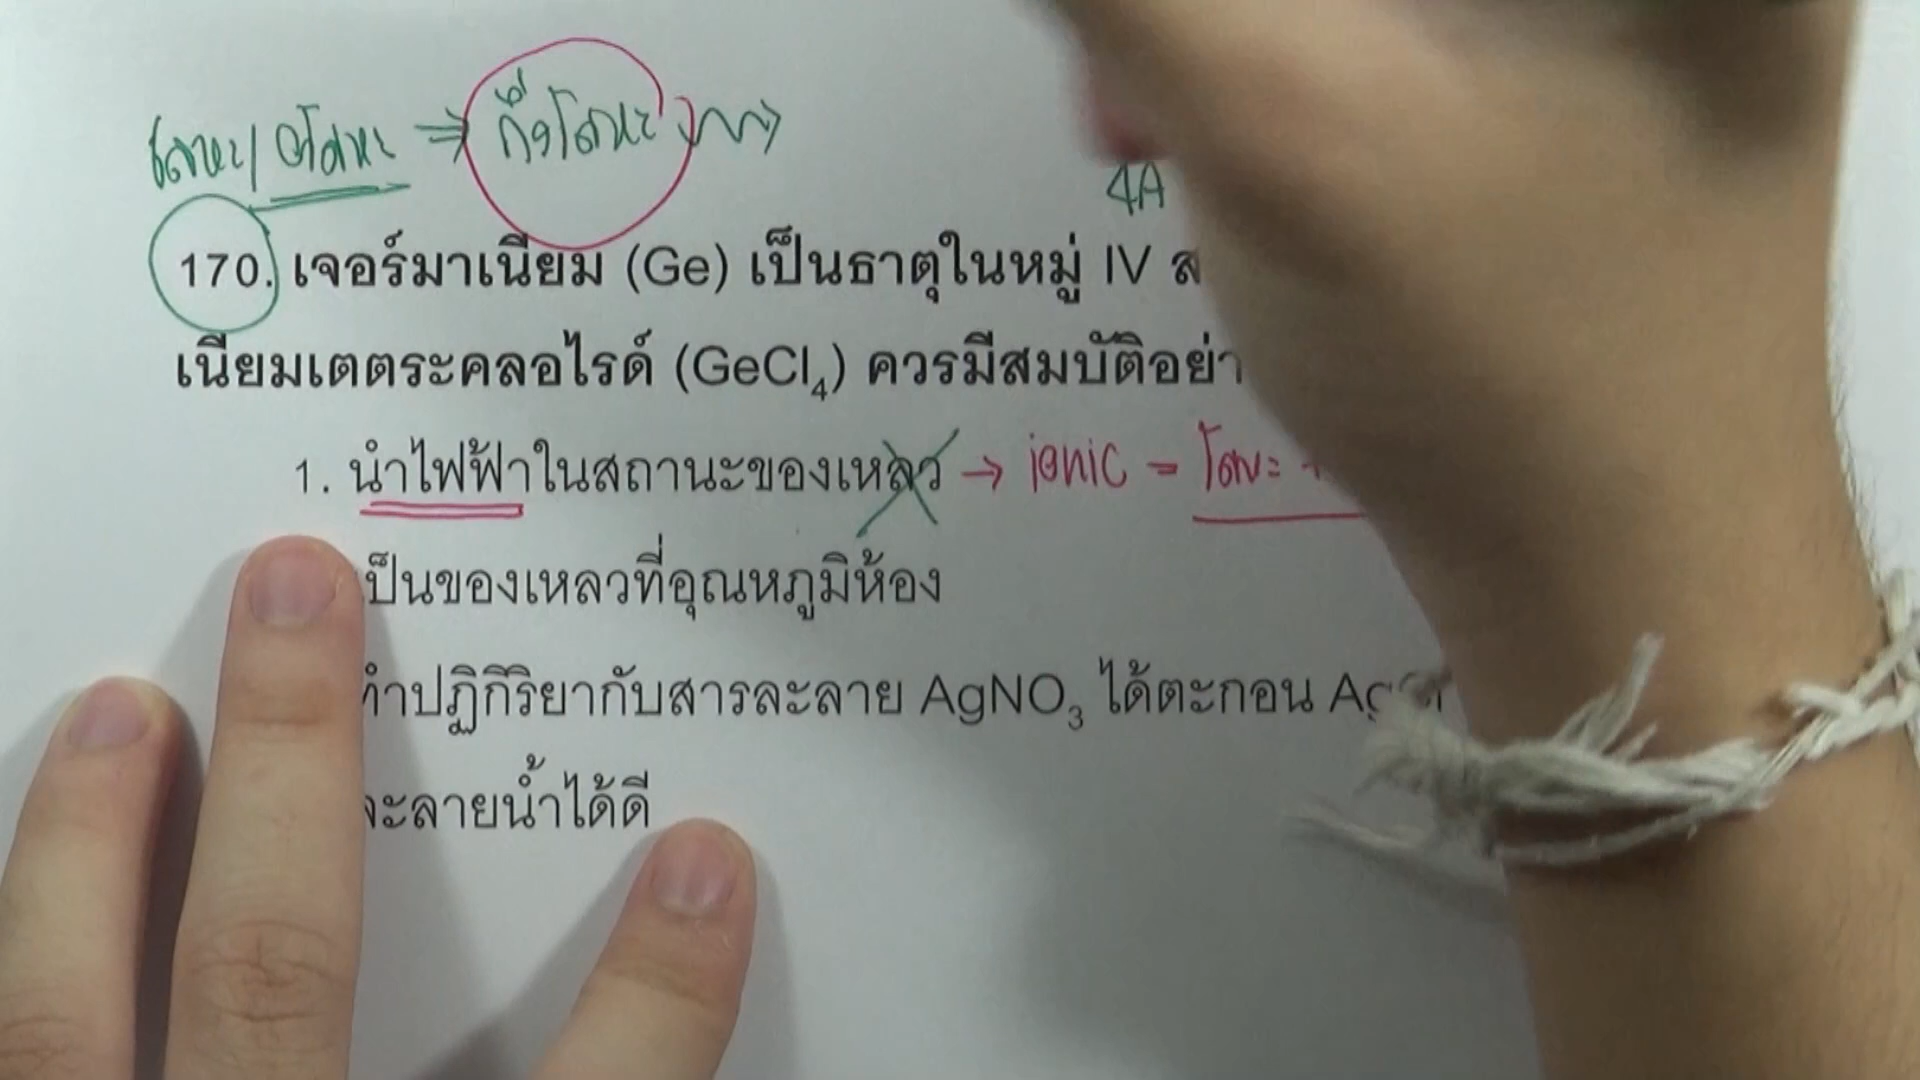 โลหะ/อโลหะ ⇒ กึ่งโลหะ
4A
170. เจอร์มาเนียม (Ge) เป็นธาตุในหมู่ IV ส
เนียมเตตระคลอไรด์ (GeCl₄) ควรมีสมบัติอย่า
1. นำไฟฟ้าในสถานะของเหลว → ionic - โลหะ +
เป็นของเหลวที่อุณหภูมิห้อง
ทำปฏิกิริยากับสารละลาย AgNO₃ ได้ตะกอน AgCl
ละลายน้ำได้ดี